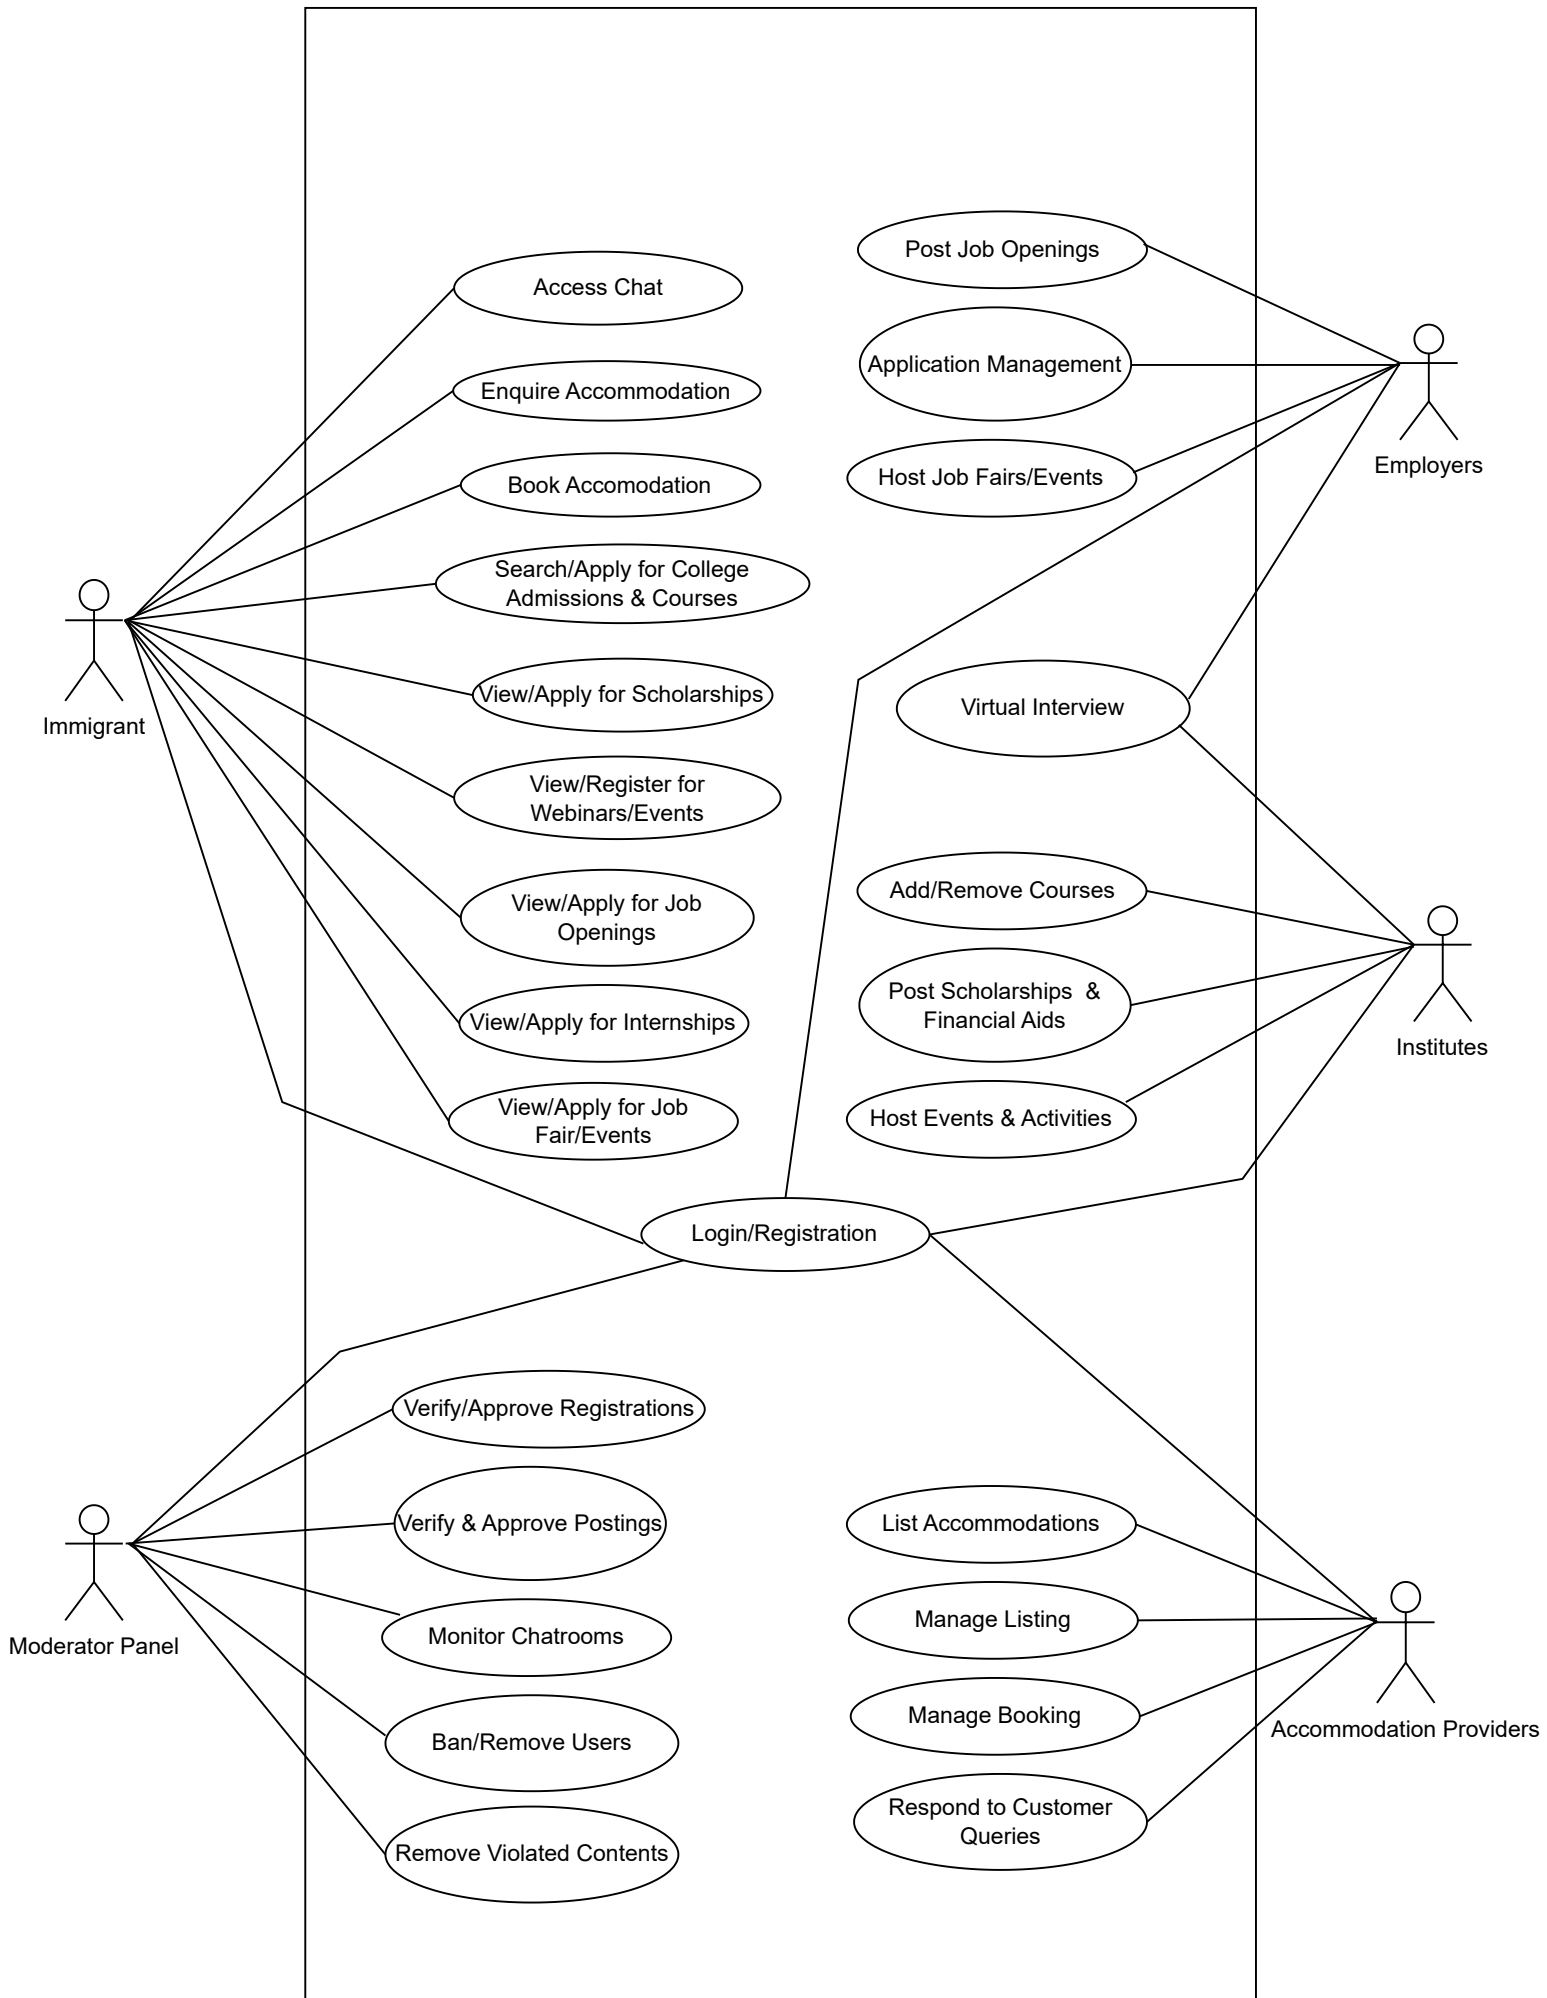 Post Job Openings
Access Chat
Application Management
Enquire Accommodation
Employers
Host Job Fairs/Events
Book Accomodation
Search/Apply for College
Admissions & Courses
View/Apply for Scholarships
Virtual Interview
Immigrant
View/Register for
Webinars/Events
Add/Remove Courses
View/Apply for Job
Openings
Post Scholarships  &
Financial Aids
View/Apply for Internships
Institutes
View/Apply for Job
Fair/Events
Host Events & Activities
Login/Registration
Verify/Approve Registrations
Verify & Approve Postings
List Accommodations
Manage Listing
Monitor Chatrooms
Moderator Panel
Manage Booking
Accommodation Providers
Ban/Remove Users
Respond to Customer
Queries
Remove Violated Contents